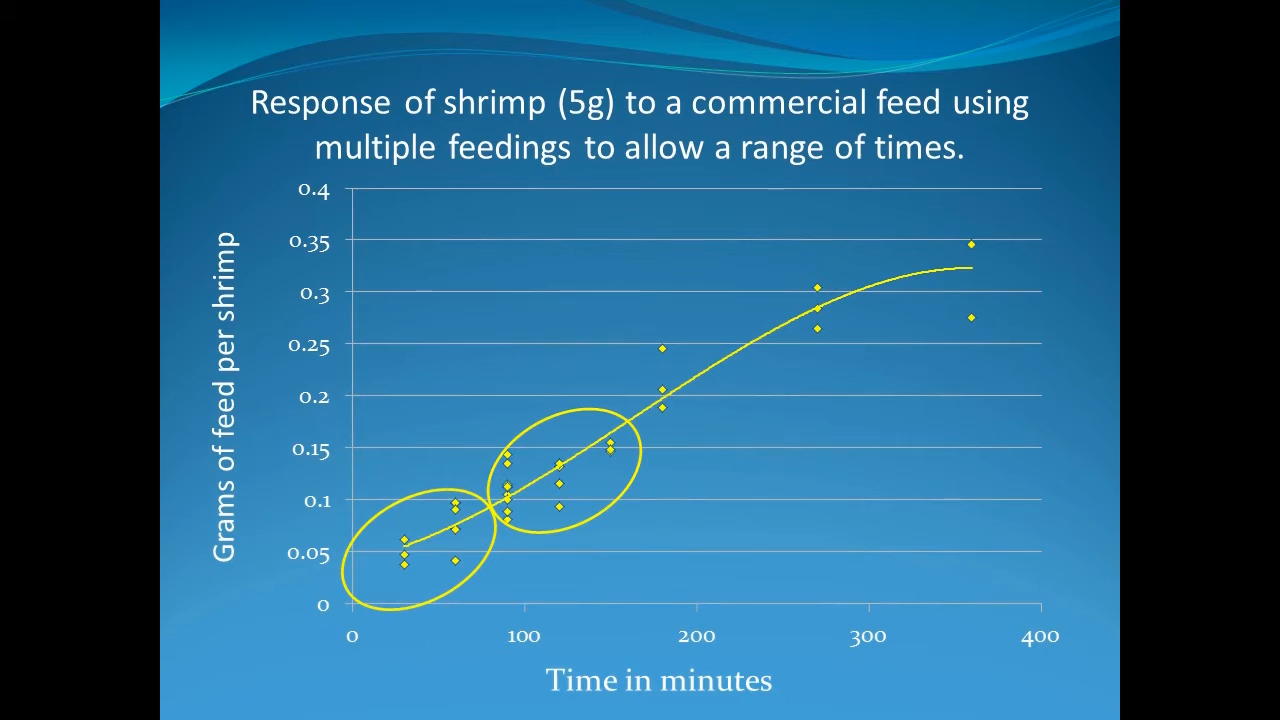 Response of shrimp (5g) to a commercial feed using
multiple feedings to allow a range of times.
Grams of feed per shrimp
0.4
0.35
0.3
0.25
0.2
0.15
0.1
0.05
0
0 100 200 300 400
Time in minutes